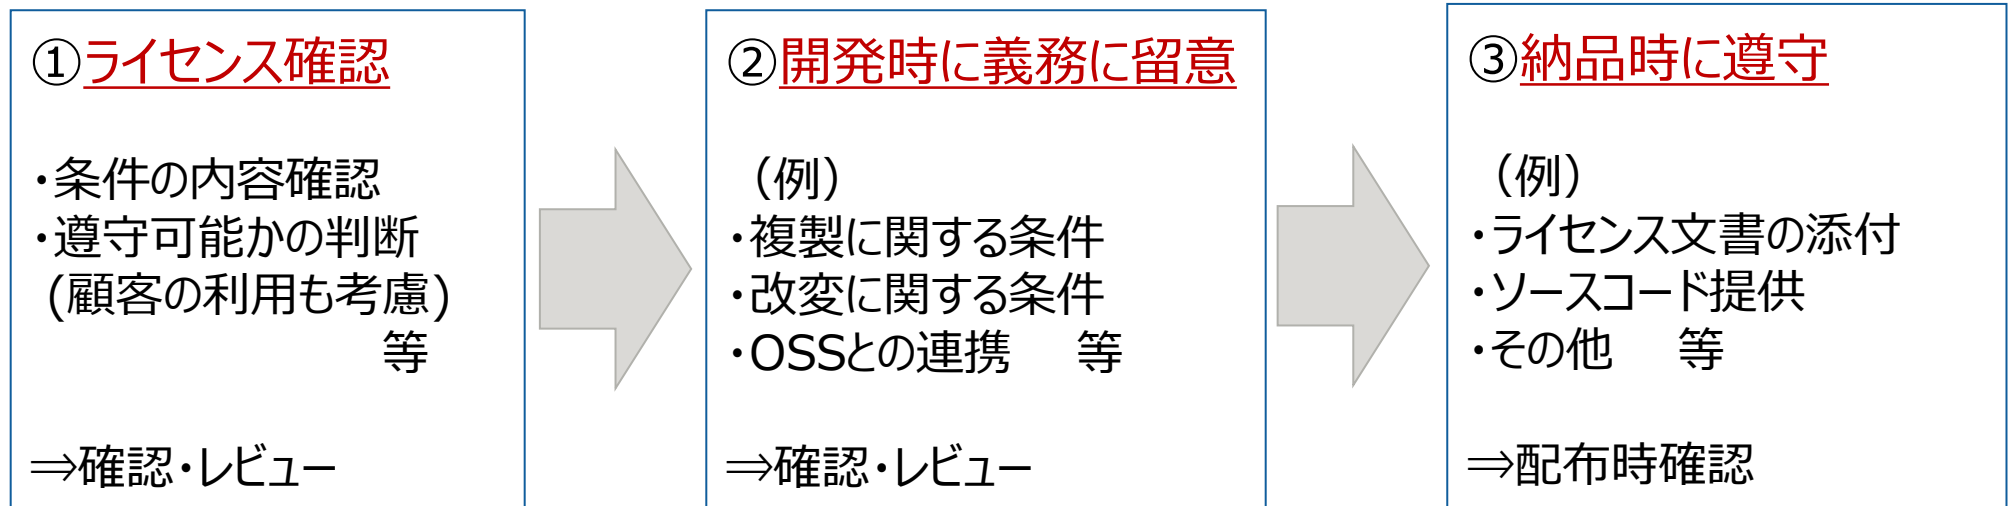 ①ライセンス確認
・条件の内容確認
・遵守可能かの判断
(顧客の利用も考慮)
等
⇒確認・レビュー
②開発時に義務に留意
（例）
・複製に関する条件
・改変に関する条件
・OSSとの連携　等
⇒確認・レビュー
③納品時に遵守
（例）
・ライセンス文書の添付
・ソースコード提供
・その他　等
⇒配布時確認